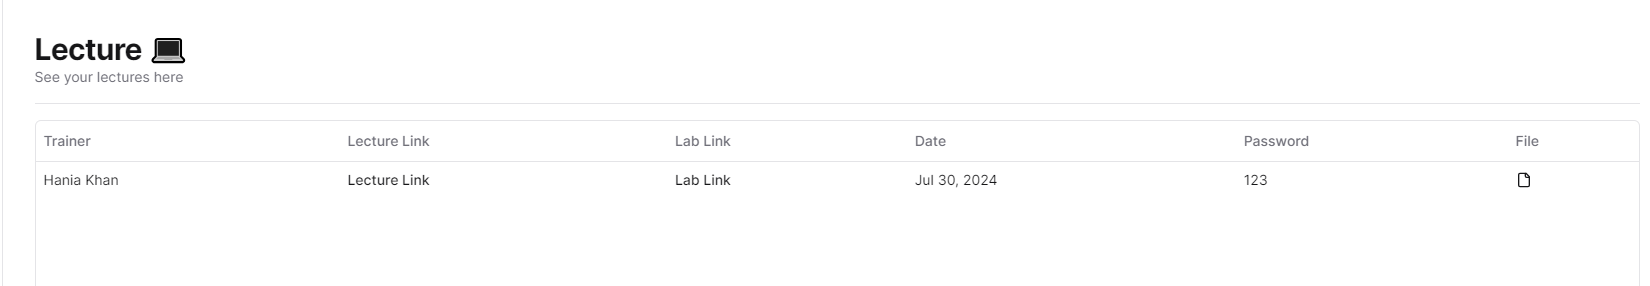 Lecture 💻
See your lectures here
Trainer Lecture Link Lab Link Date Password File
Hania Khan Lecture Link Lab Link Jul 30, 2024 123